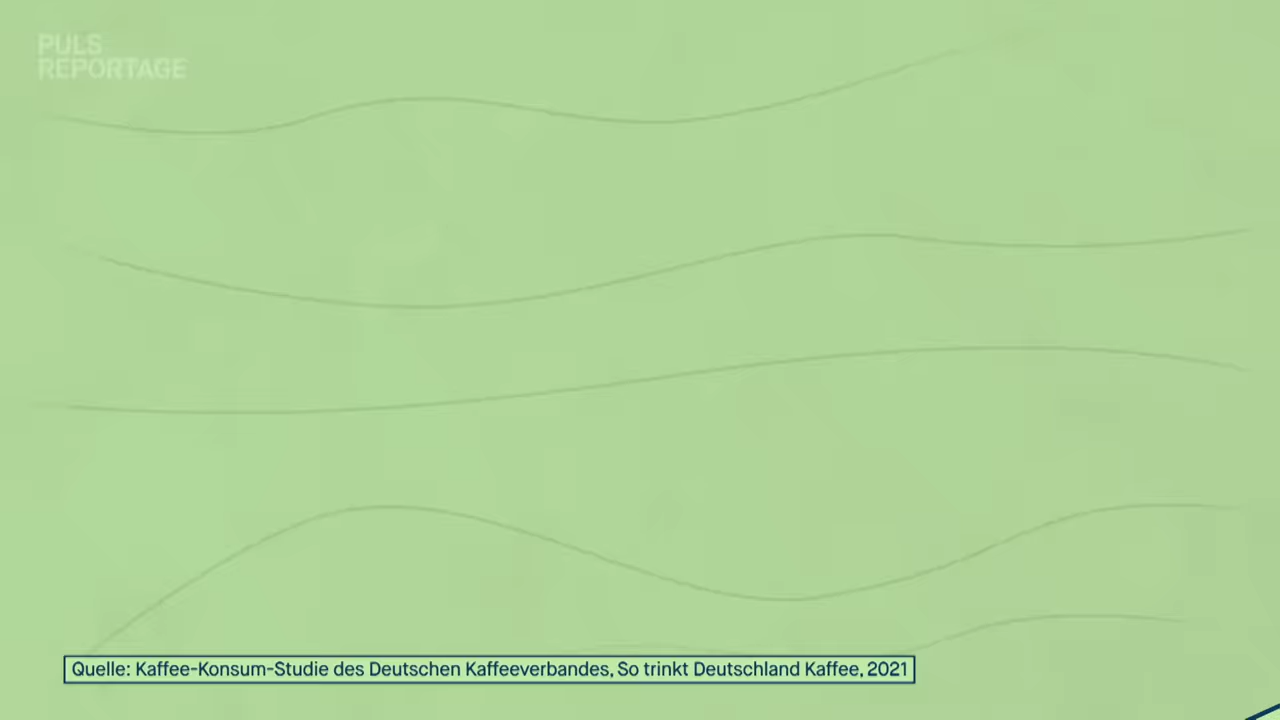 PULS
REPORTAGE
Quelle: Kaffee-Konsum-Studie des Deutschen Kaffeeverbandes, So trinkt Deutschland Kaffee, 2021